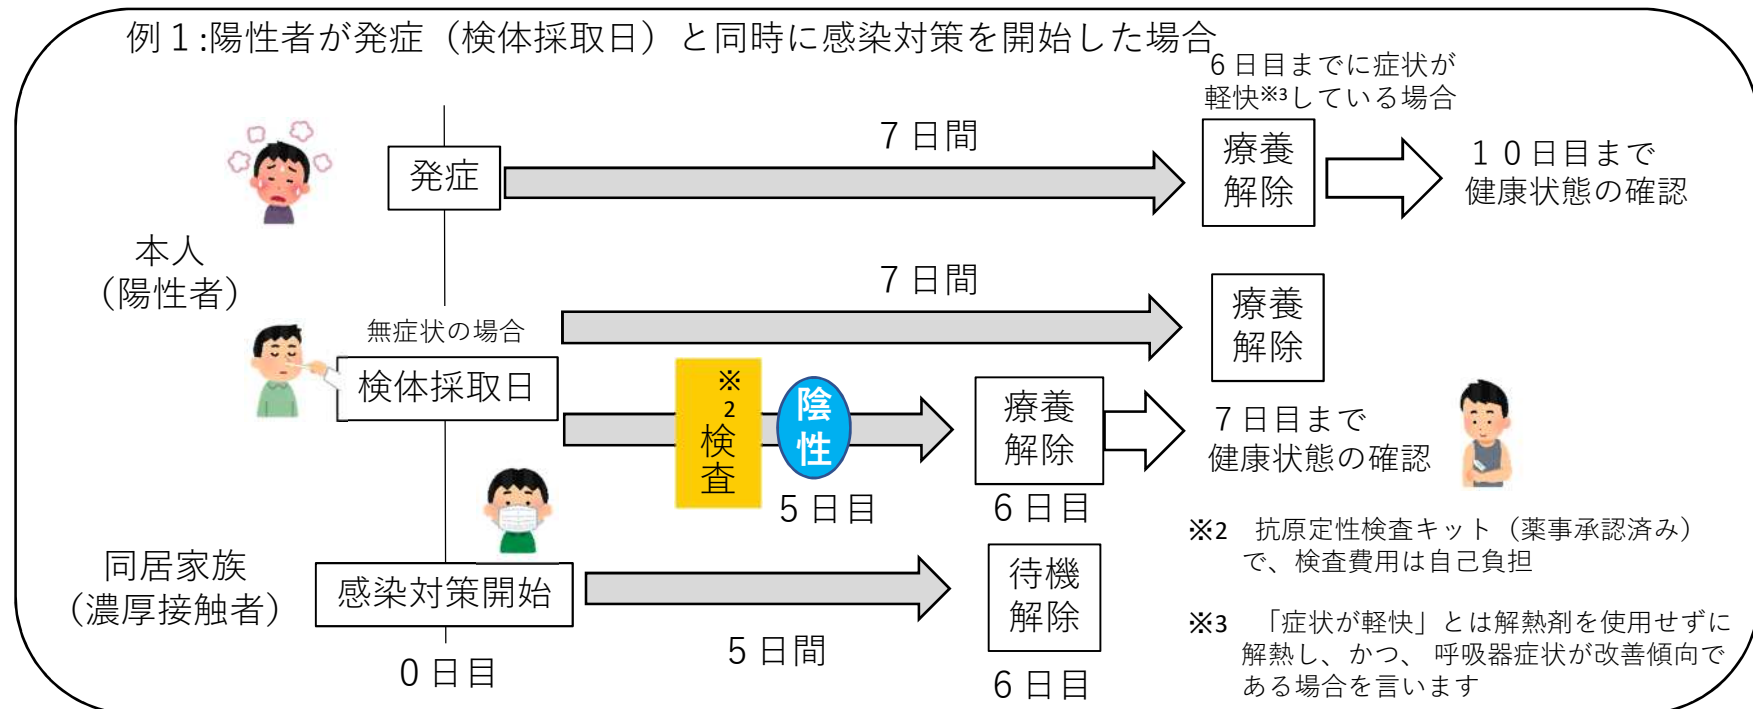 例１:陽性者が発症（検体採取日）と同時に感染対策を開始した場合
６日目までに症状が
軽快※3している場合
７日間
発症
療養
解除
１０日目まで
健康状態の確認
本人
（陽性者）
７日間
療養
解除
無症状の場合
検体採取日
※
2
検
査
陰
性
療養
解除
７日目まで
健康状態の確認
５日目
６日目
※2　抗原定性検査キット（薬事承認済み）
で、検査費用は自己負担
同居家族
（濃厚接触者）
感染対策開始
待機
解除
５日間
０日目
６日目
※3　「症状が軽快」とは解熱剤を使用せずに
解熱し、かつ、 呼吸器症状が改善傾向で
ある場合を言います